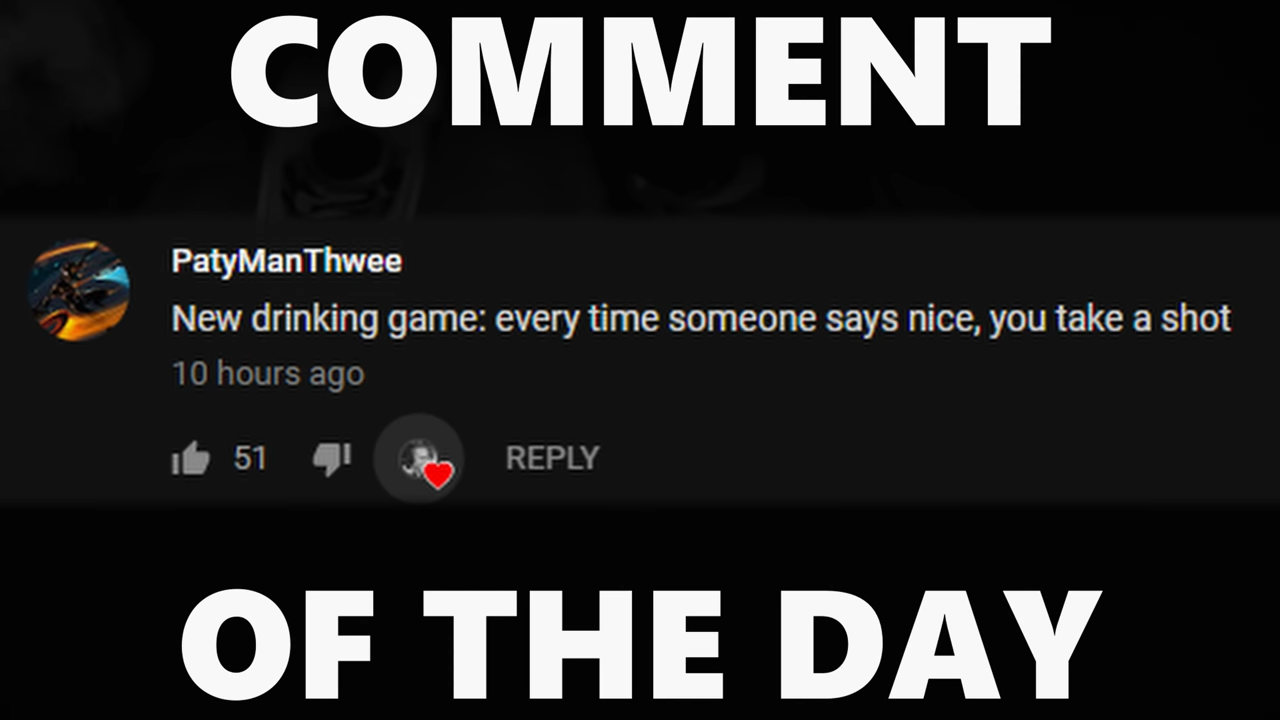 COMMENT
PatyManThwee
New drinking game: every time someone says nice, you take a shot
10 hours ago
51 REPLY
OF THE DAY